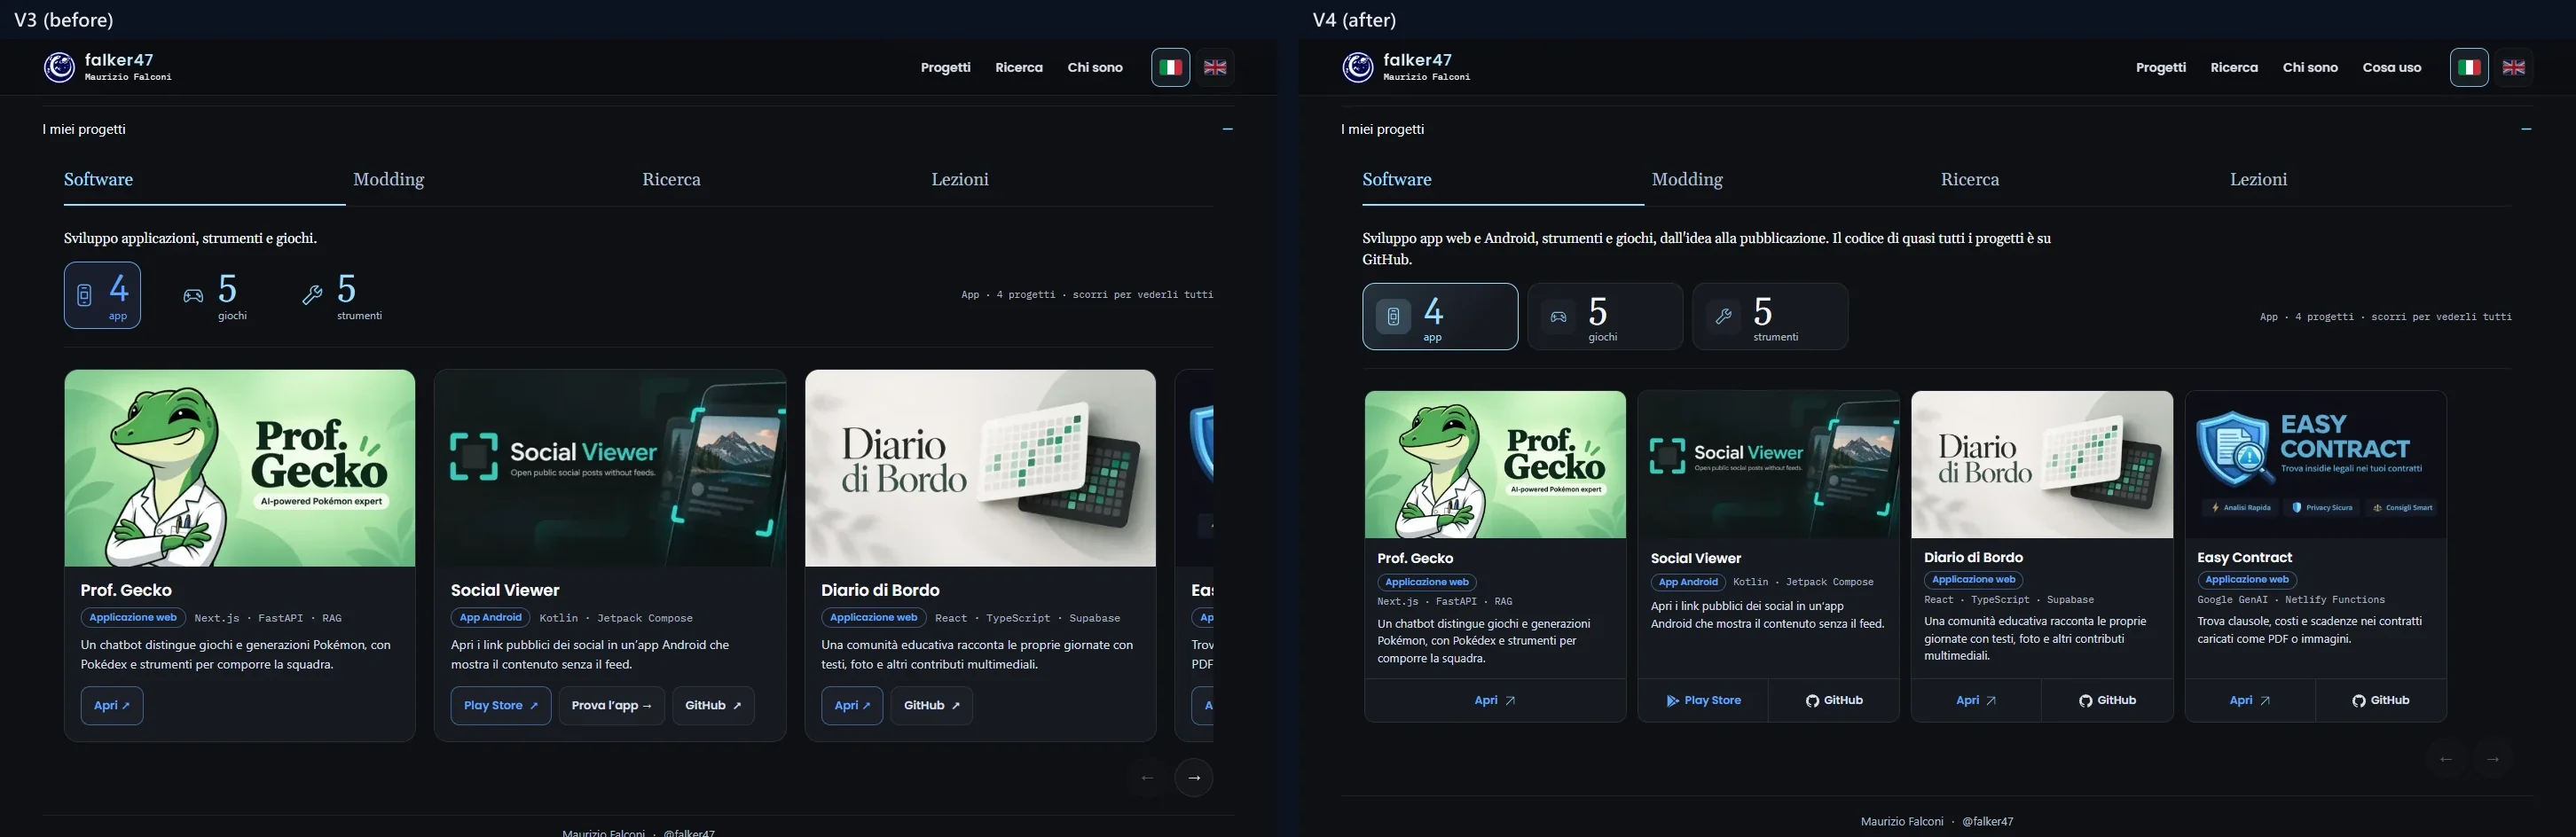 V3 (before)
falker47
Maurizio Falconi
Progetti Ricerca Chi sono
I miei progetti
Software Modding Ricerca Lezioni
Sviluppo applicazioni, strumenti e giochi.
4 app
5 giochi
5 strumenti
App · 4 progetti · scorri per vederli tutti
Prof. Gecko
AI-powered Pokémon expert
Social Viewer
Open public social posts without feeds.
Diario di Bordo
Prof. Gecko
Applicazione web Next.js · FastAPI · RAG
Un chatbot distingue giochi e generazioni Pokémon, con
Pokédex e strumenti per comporre la squadra.
Apri ↗
Social Viewer
App Android Kotlin · Jetpack Compose
Apri i link pubblici dei social in un'app Android che
mostra il contenuto senza il feed.
Play Store ↗ Prova l'app → GitHub ↗
Diario di Bordo
Applicazione web React · TypeScript · Supabase
Una comunità educativa racconta le proprie giornate con
testi, foto e altri contributi multimediali.
Apri ↗ GitHub ↗
Eas
Ap
Trov
PDF
A
← →
Maurizio Falconi · @falker47
V4 (after)
falker47
Maurizio Falconi
Progetti Ricerca Chi sono Cosa uso
I miei progetti
Software Modding Ricerca Lezioni
Sviluppo app web e Android, strumenti e giochi, dall'idea alla pubblicazione. Il codice di quasi tutti i progetti è su
GitHub.
4 app
5 giochi
5 strumenti
App · 4 progetti · scorri per vederli tutti
Prof. Gecko
AI-powered Pokémon expert
Social Viewer
Open public social posts without feeds.
Diario di Bordo
EASY CONTRACT
Trova insidie legali nei tuoi contratti
Analisi Rapida Privacy Sicura Consigli Smart
Prof. Gecko
Applicazione web
Next.js · FastAPI · RAG
Un chatbot distingue giochi e generazioni
Pokémon, con Pokédex e strumenti per
comporre la squadra.
Apri ↗
Social Viewer
App Android Kotlin · Jetpack Compose
Apri i link pubblici dei social in un'app
Android che mostra il contenuto senza il feed.
Play Store GitHub
Diario di Bordo
Applicazione web
React · TypeScript · Supabase
Una comunità educativa racconta le proprie
giornate con testi, foto e altri contributi
multimediali.
Apri ↗ GitHub
Easy Contract
Applicazione web
Google GenAI · Netlify Functions
Trova clausole, costi e scadenze nei contratti
caricati come PDF o immagini.
Apri ↗ GitHub
← →
Maurizio Falconi · @falker47